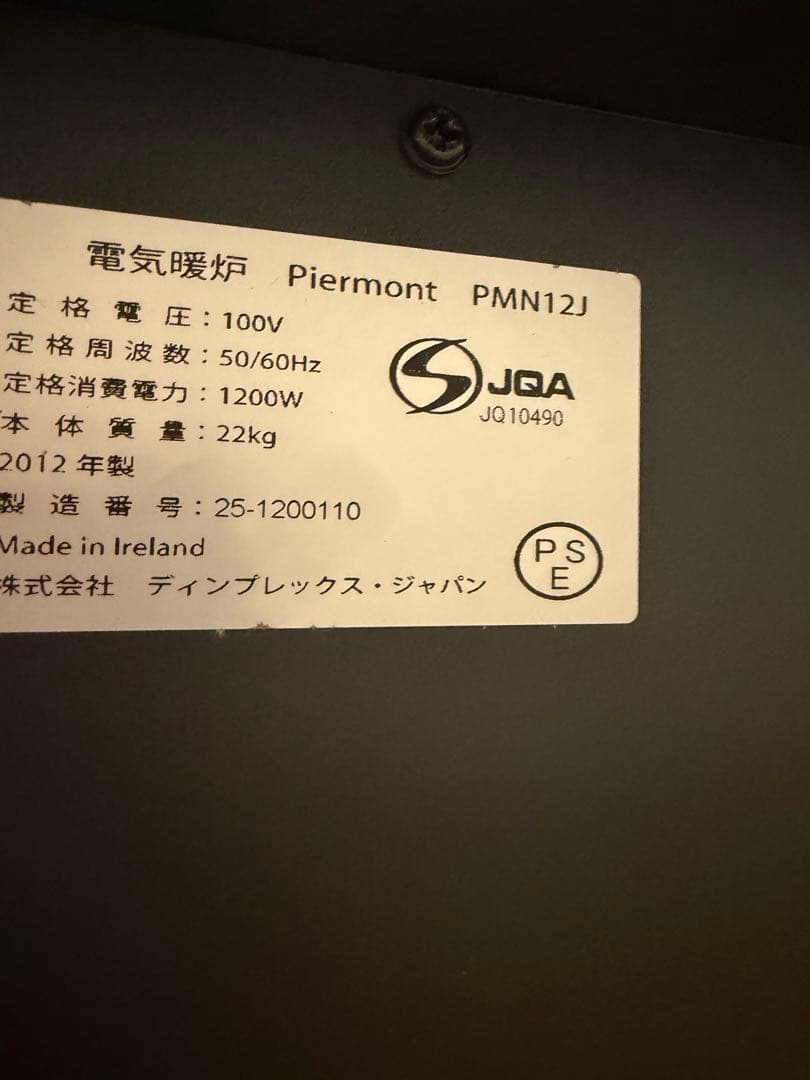 電気暖炉 Piermont PMN12J
定格電圧：100V
定格周波数：50/60Hz
定格消費電力：1200W
本体質量：22kg
2012年製
製造番号：25-1200110
Made in Ireland
株式会社 ディンプレックス・ジャパン
JQA
JQ10490
PS
E